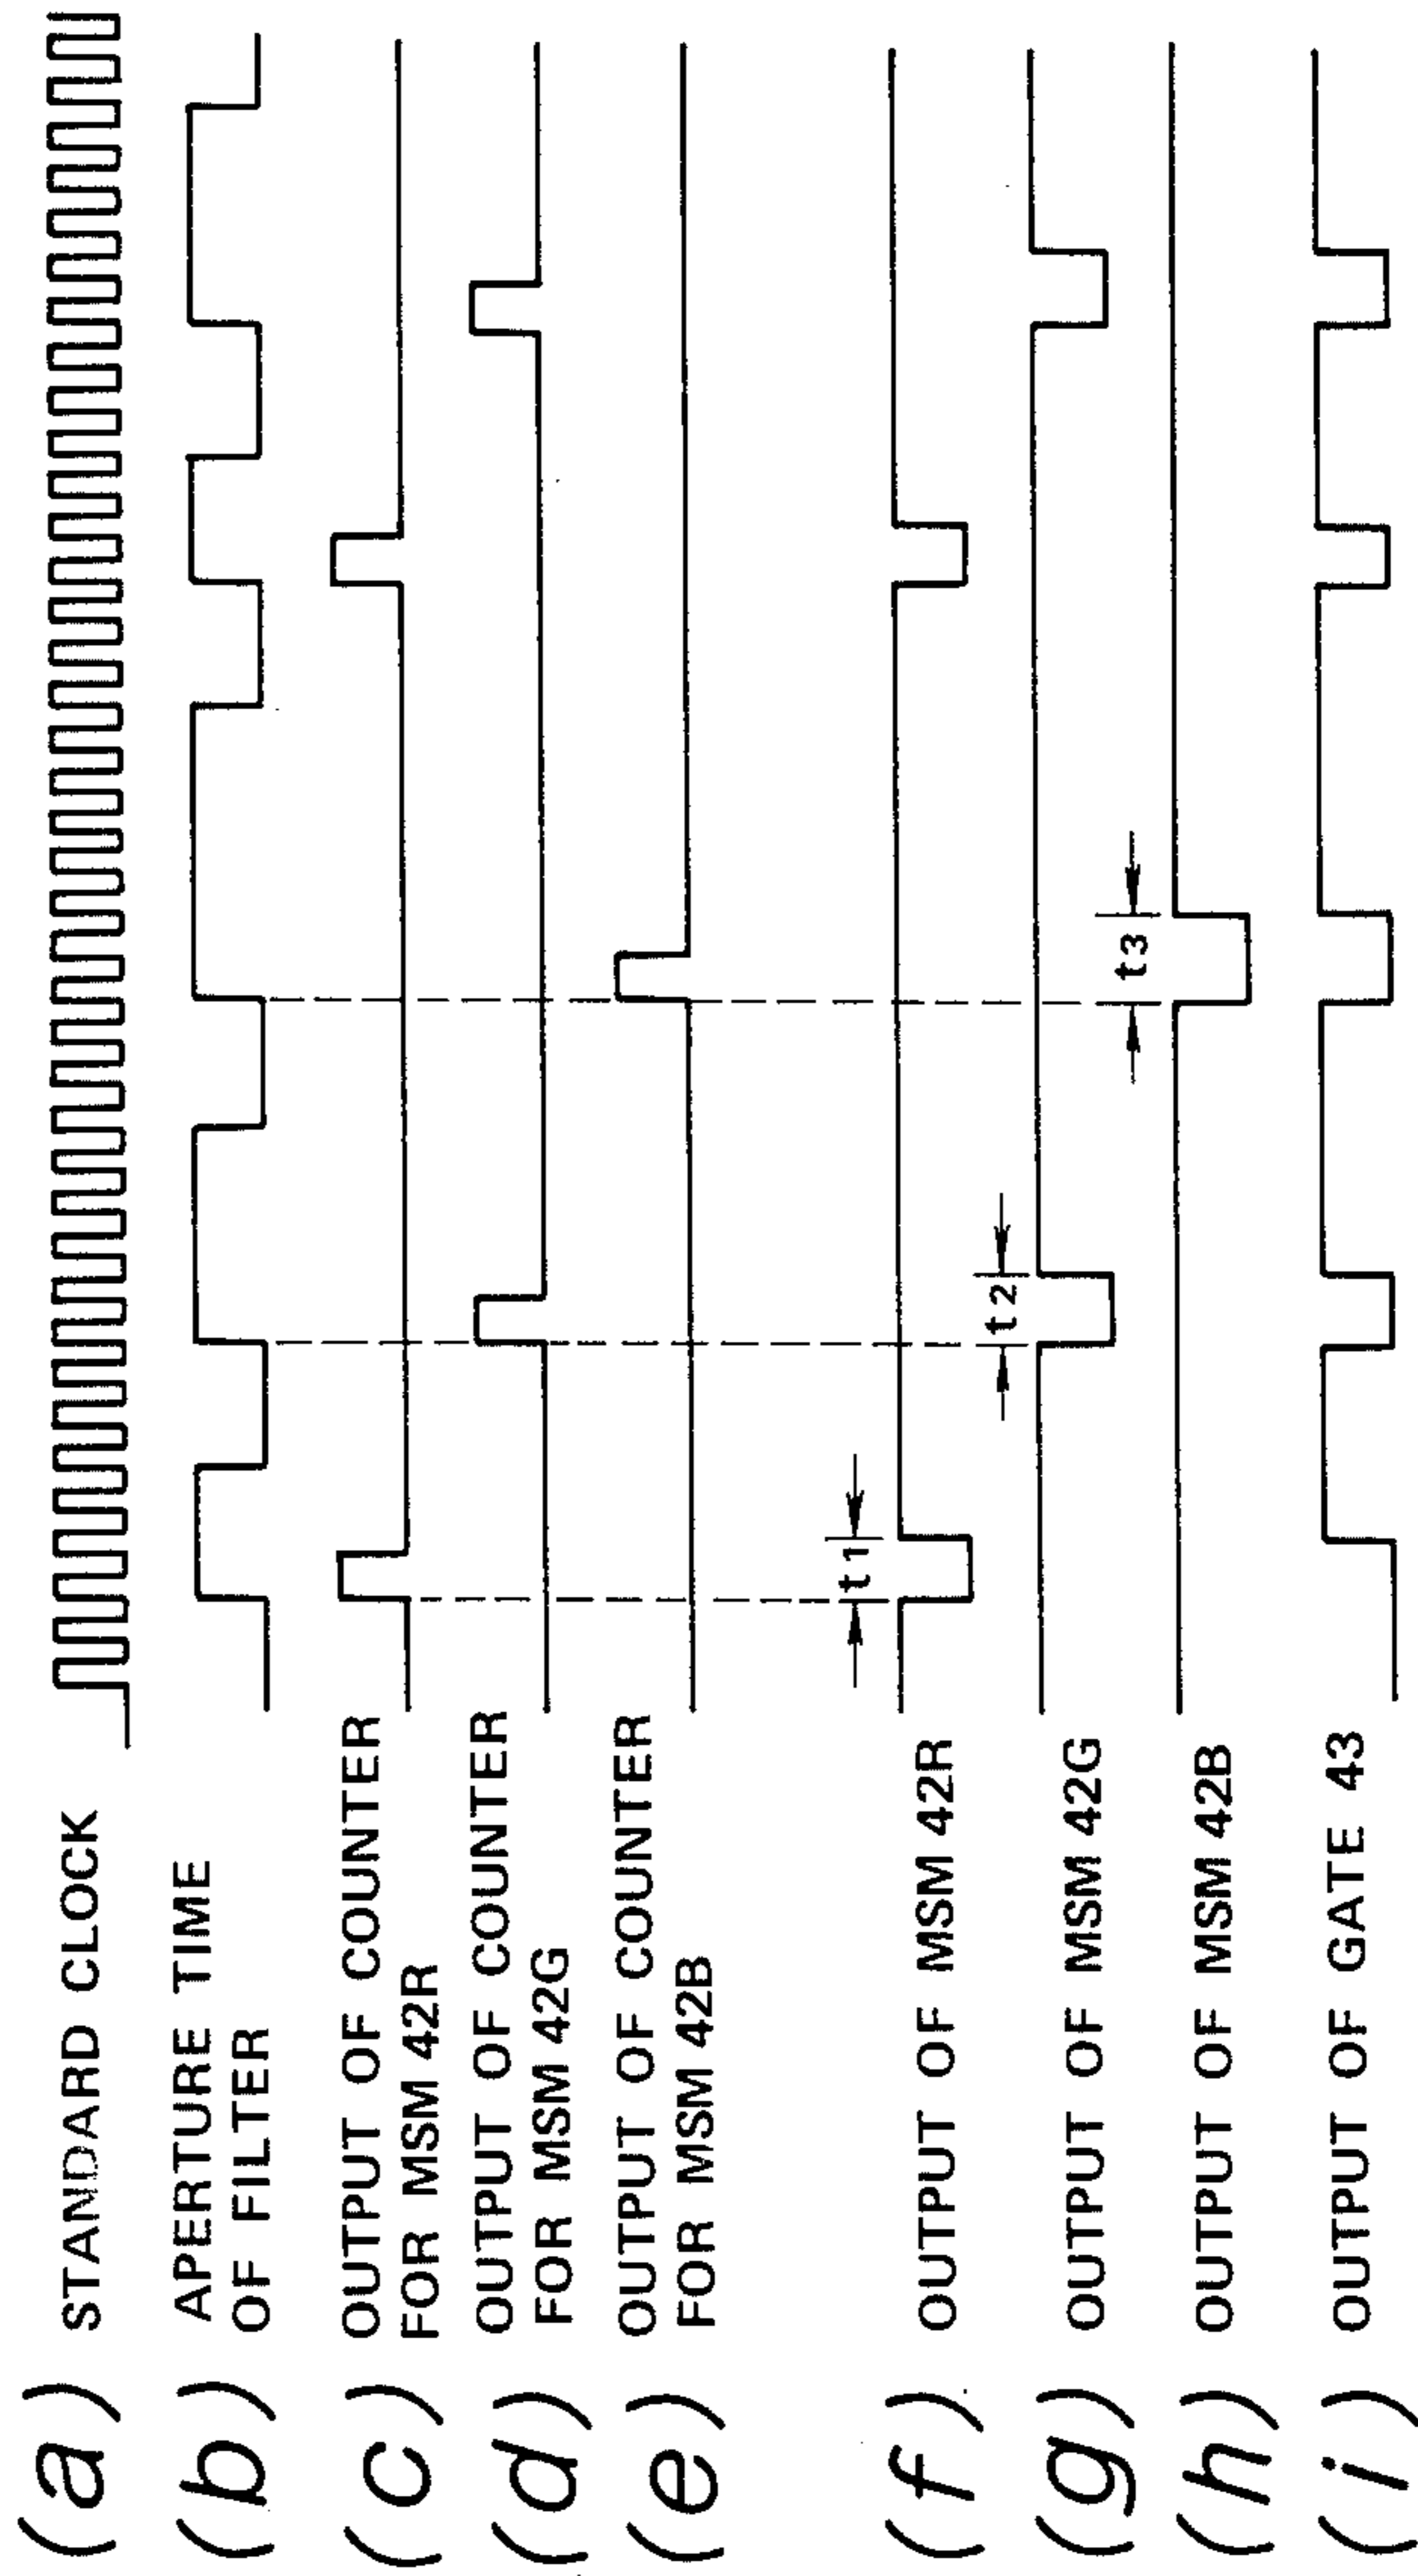 (a) STANDARD CLOCK
(b) APERTURE TIME
OF FILTER
(c) OUTPUT OF COUNTER
FOR MSM 42R
(d) OUTPUT OF COUNTER
FOR MSM 42G
(e) OUTPUT OF COUNTER
FOR MSM 42B
(f) OUTPUT OF MSM 42R
t1
(g) OUTPUT OF MSM 42G
t2
(h) OUTPUT OF MSM 42B
t3
(i) OUTPUT OF GATE 43